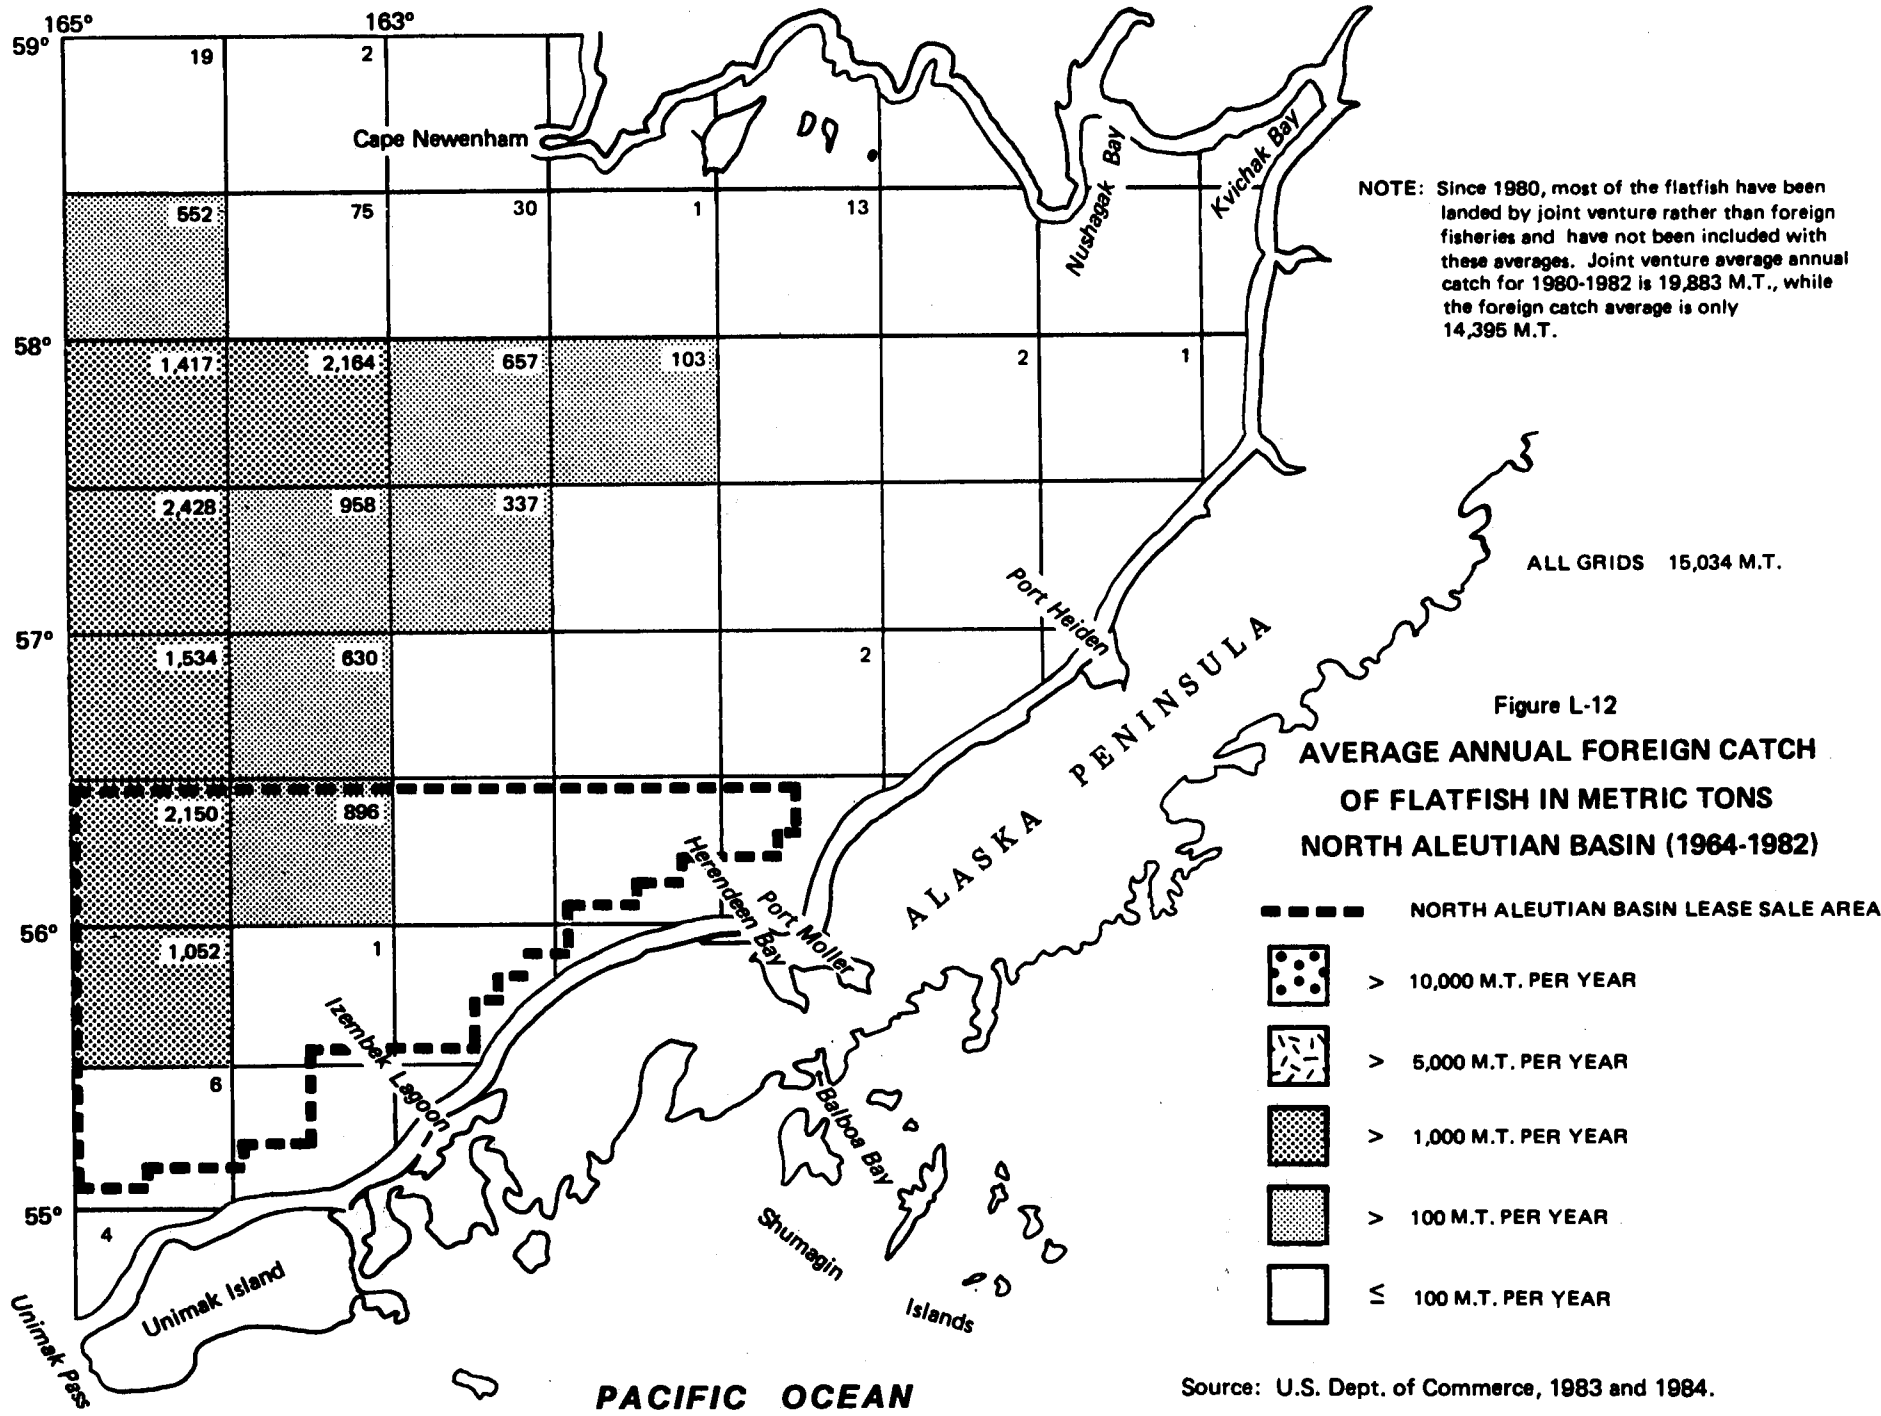 165° 163°
59°
19 2
Cape Newenham
Nushagak Bay
Kvichak Bay
552 75 30 1 13
NOTE: Since 1980, most of the flatfish have been
landed by joint venture rather than foreign
fisheries and have not been included with
these averages. Joint venture average annual
catch for 1980-1982 is 19,883 M.T., while
the foreign catch average is only
14,395 M.T.
58°
1,417 2,164 657 103 2 1
2,428 958 337
ALL GRIDS 15,034 M.T.
Port Heiden
57°
1,534 630 2
ALASKA PENINSULA
2,150 896
Herendeen Bay
Port Moller
56°
1,052 1
Izembek Lagoon
6
Balboa Bay
55°
4
Shumagin
Islands
Unimak Island
Unimak Pass
PACIFIC OCEAN
Figure L-12
AVERAGE ANNUAL FOREIGN CATCH
OF FLATFISH IN METRIC TONS
NORTH ALEUTIAN BASIN (1964-1982)
NORTH ALEUTIAN BASIN LEASE SALE AREA
> 10,000 M.T. PER YEAR
> 5,000 M.T. PER YEAR
> 1,000 M.T. PER YEAR
> 100 M.T. PER YEAR
≤ 100 M.T. PER YEAR
Source: U.S. Dept. of Commerce, 1983 and 1984.